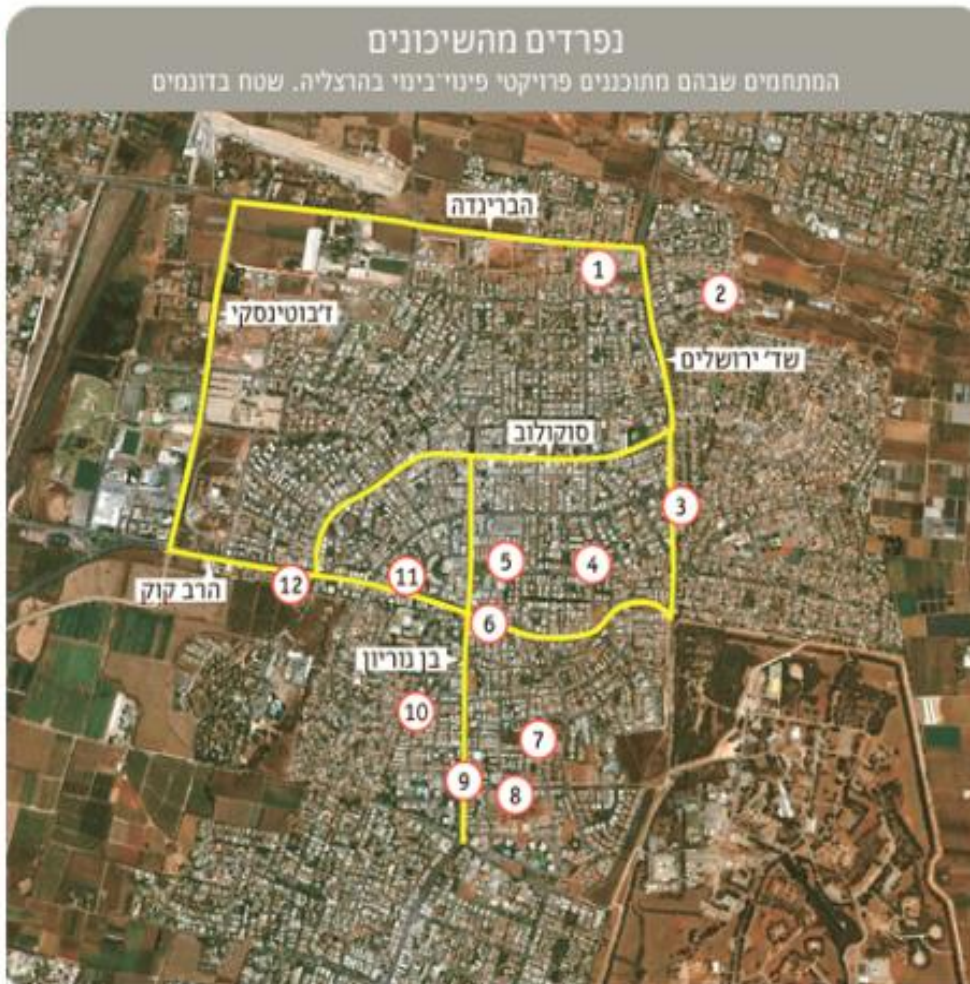 נפרדים מהשיכונים
המתחמים שבהם מתוכננים פרויקטי פינוי־בינוי בהרצליה. שטח בדונמים
הברינדה
1
2
ז'בוטינסקי
שד' ירושלים
סוקולוב
3
5
4
11
12
הרב קוק
6
בן גוריון
10
7
9
8